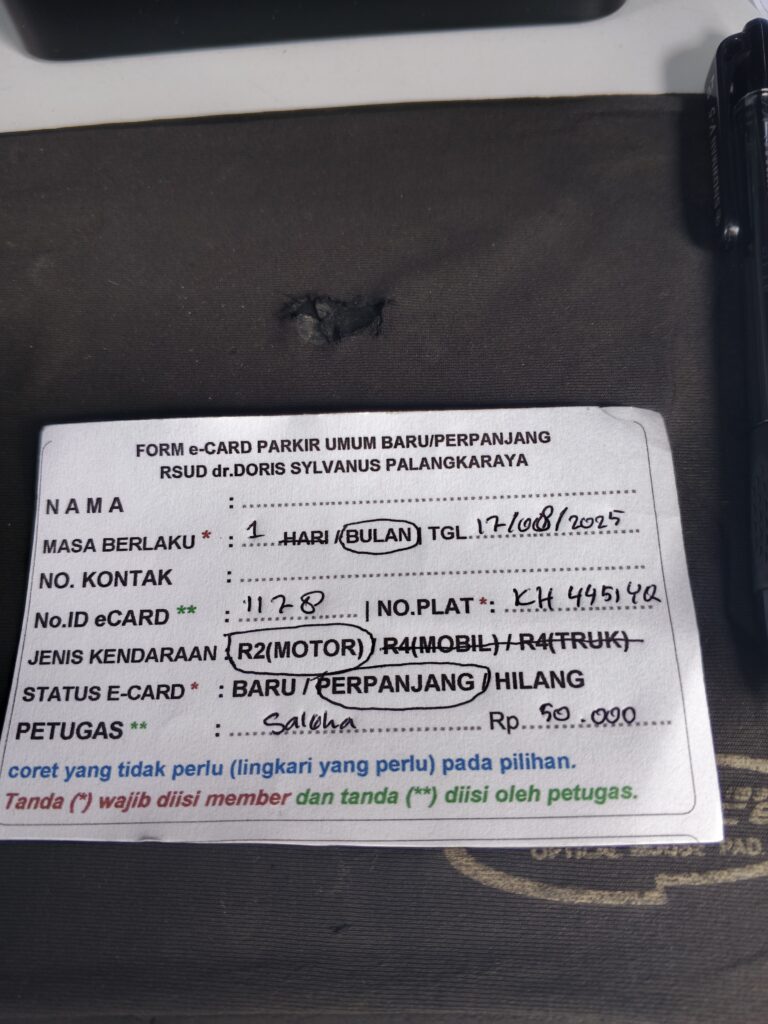 FORM e-CARD PARKIR UMUM BARU/PERPANJANG
RSUD dr.DORIS SYLVANUS PALANGKARAYA
N A M A :
MASA BERLAKU * : 1 HARI / BULAN TGL. 17/08/2025
NO. KONTAK :
No.ID eCARD ** : 1178 | NO.PLAT *: KH 4451 YQ
JENIS KENDARAAN : R2(MOTOR) / R4(MOBIL) / R4(TRUK)
STATUS E-CARD * : BARU / PERPANJANG / HILANG
PETUGAS ** : Saloha Rp 50.000
coret yang tidak perlu (lingkari yang perlu) pada pilihan.
Tanda (*) wajib diisi member dan tanda (**) diisi oleh petugas.
OPTICAL MOUSE PAD